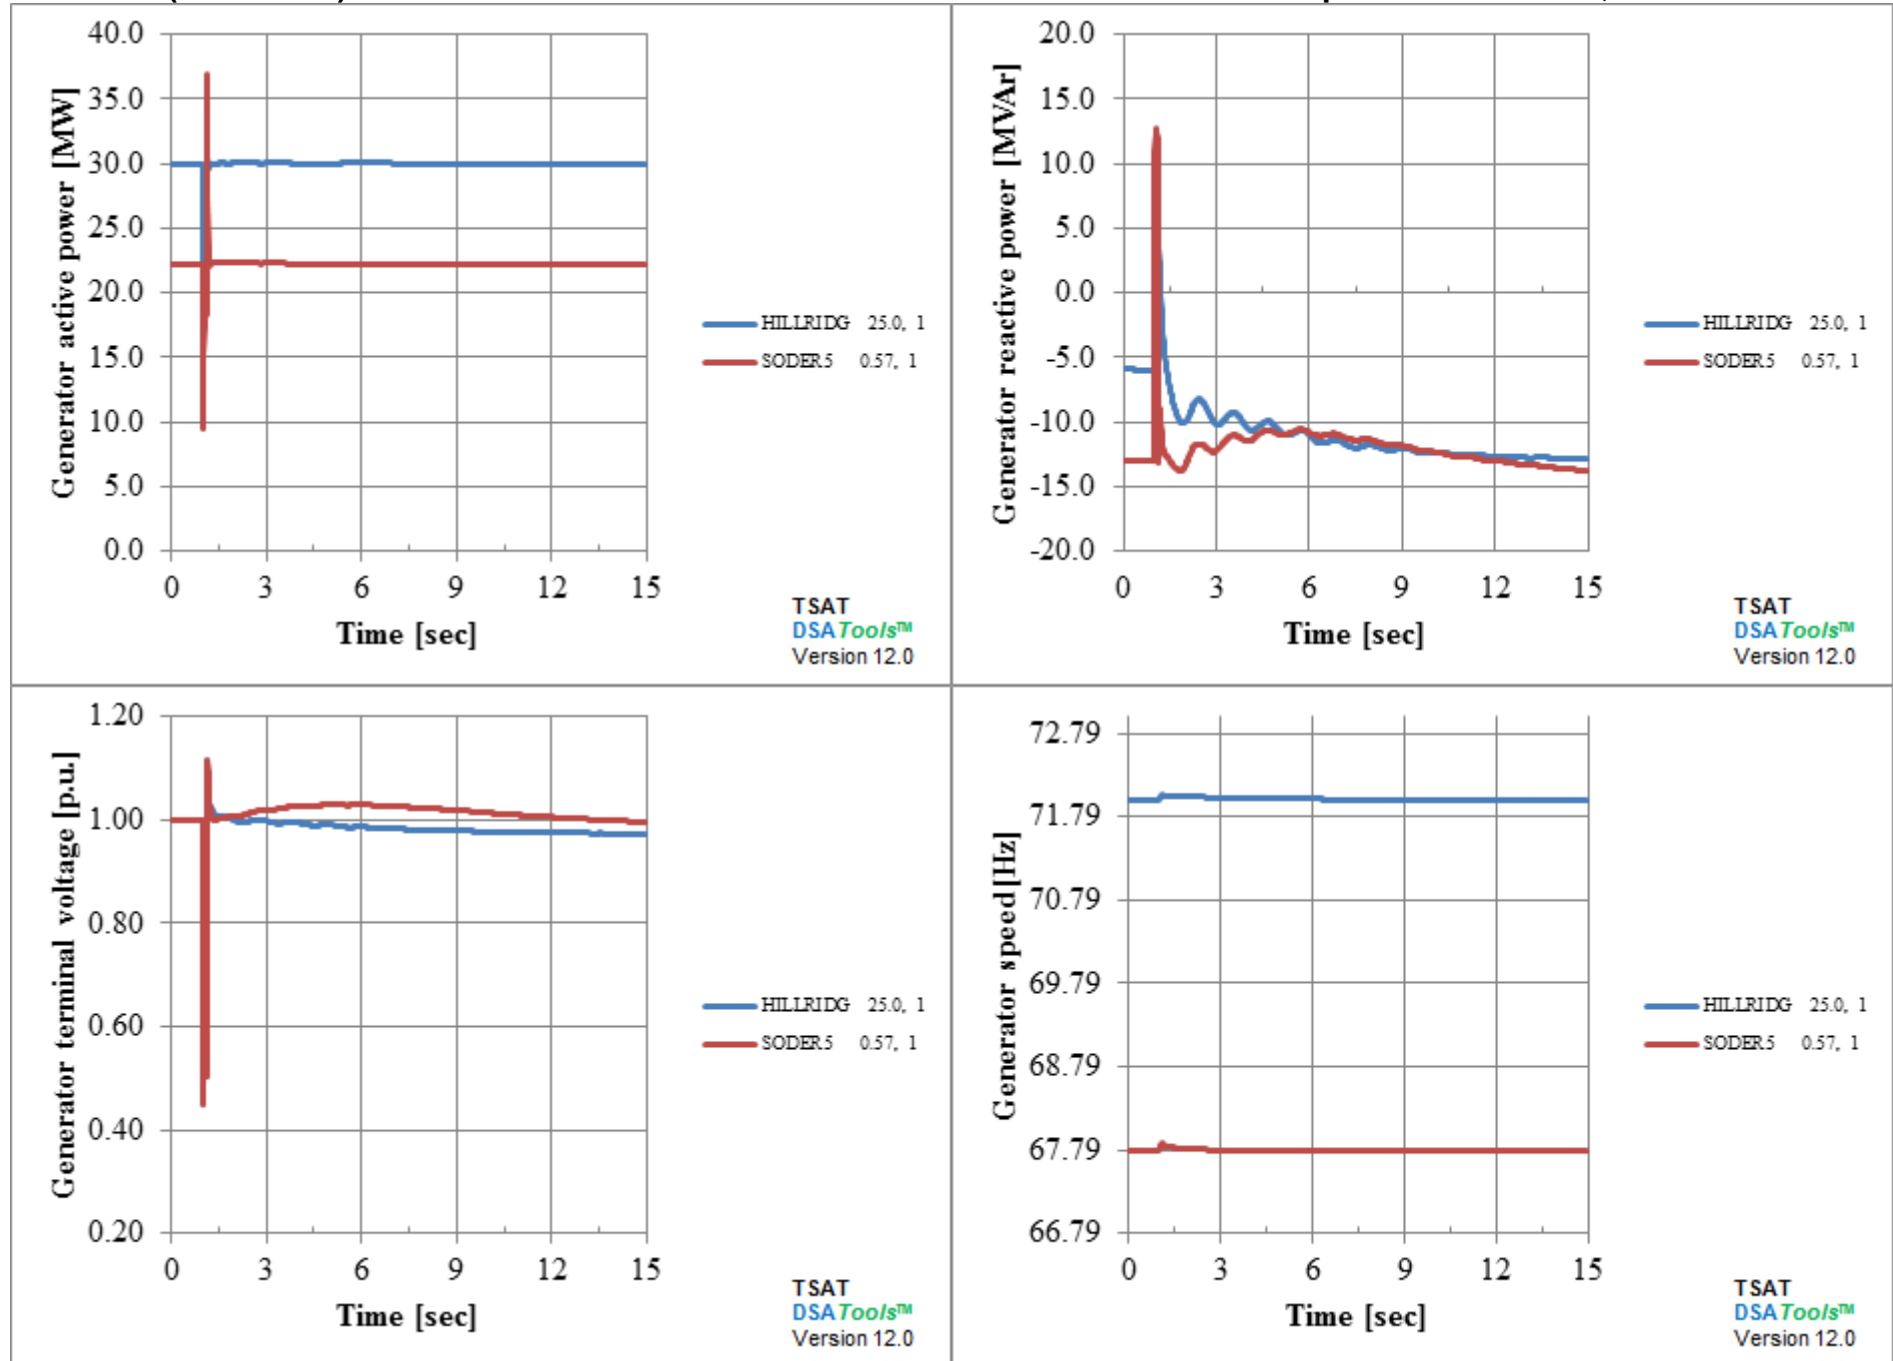 Generator active power [MW]
40.0
35.0
30.0
25.0
20.0
15.0
10.0
5.0
0.0
0 3 6 9 12 15
Time [sec]
HILLRIDG 25.0, 1
SODER5 0.57, 1
TSAT
DSATools™
Version 12.0
Generator reactive power [MVAr]
20.0
15.0
10.0
5.0
0.0
-5.0
-10.0
-15.0
-20.0
0 3 6 9 12 15
Time [sec]
HILLRIDG 25.0, 1
SODER5 0.57, 1
TSAT
DSATools™
Version 12.0
Generator terminal voltage [p.u.]
1.20
1.00
0.80
0.60
0.40
0.20
0 3 6 9 12 15
Time [sec]
HILLRIDG 25.0, 1
SODER5 0.57, 1
TSAT
DSATools™
Version 12.0
Generator speed[Hz]
72.79
71.79
70.79
69.79
68.79
67.79
66.79
0 3 6 9 12 15
Time [sec]
HILLRIDG 25.0, 1
SODER5 0.57, 1
TSAT
DSATools™
Version 12.0